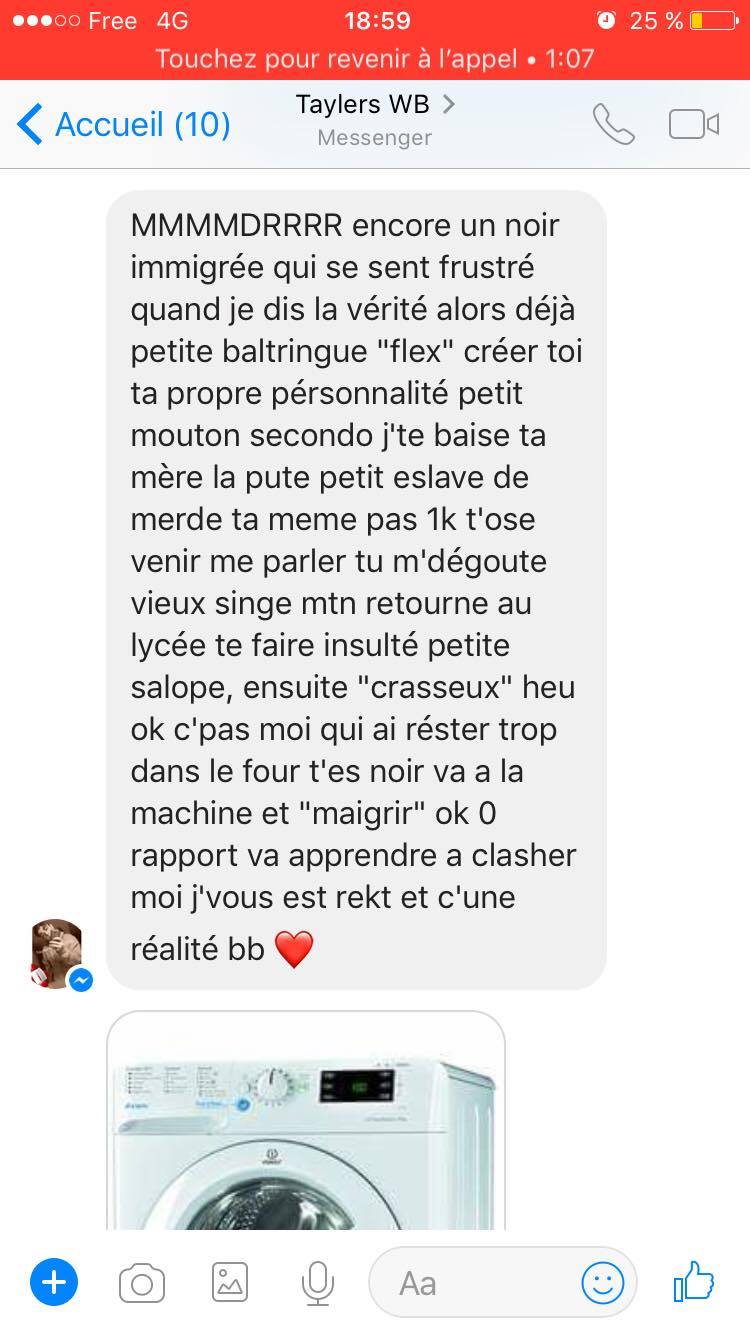 Free 4G 18:59 25 %
Touchez pour revenir à l'appel • 1:07
Accueil (10) Taylers WB
Messenger
MMMMDRRRR encore un noir
immigrée qui se sent frustré
quand je dis la vérité alors déjà
petite baltringue "flex" créer toi
ta propre pérsonnalité petit
mouton secondo j'te baise ta
mère la pute petit eslave de
merde ta meme pas 1k t'ose
venir me parler tu m'dégoute
vieux singe mtn retourne au
lycée te faire insulté petite
salope, ensuite "crasseux" heu
ok c'pas moi qui ai réster trop
dans le four t'es noir va a la
machine et "maigrir" ok 0
rapport va apprendre a clasher
moi j'vous est rekt et c'une
réalité bb ❤️
Aa